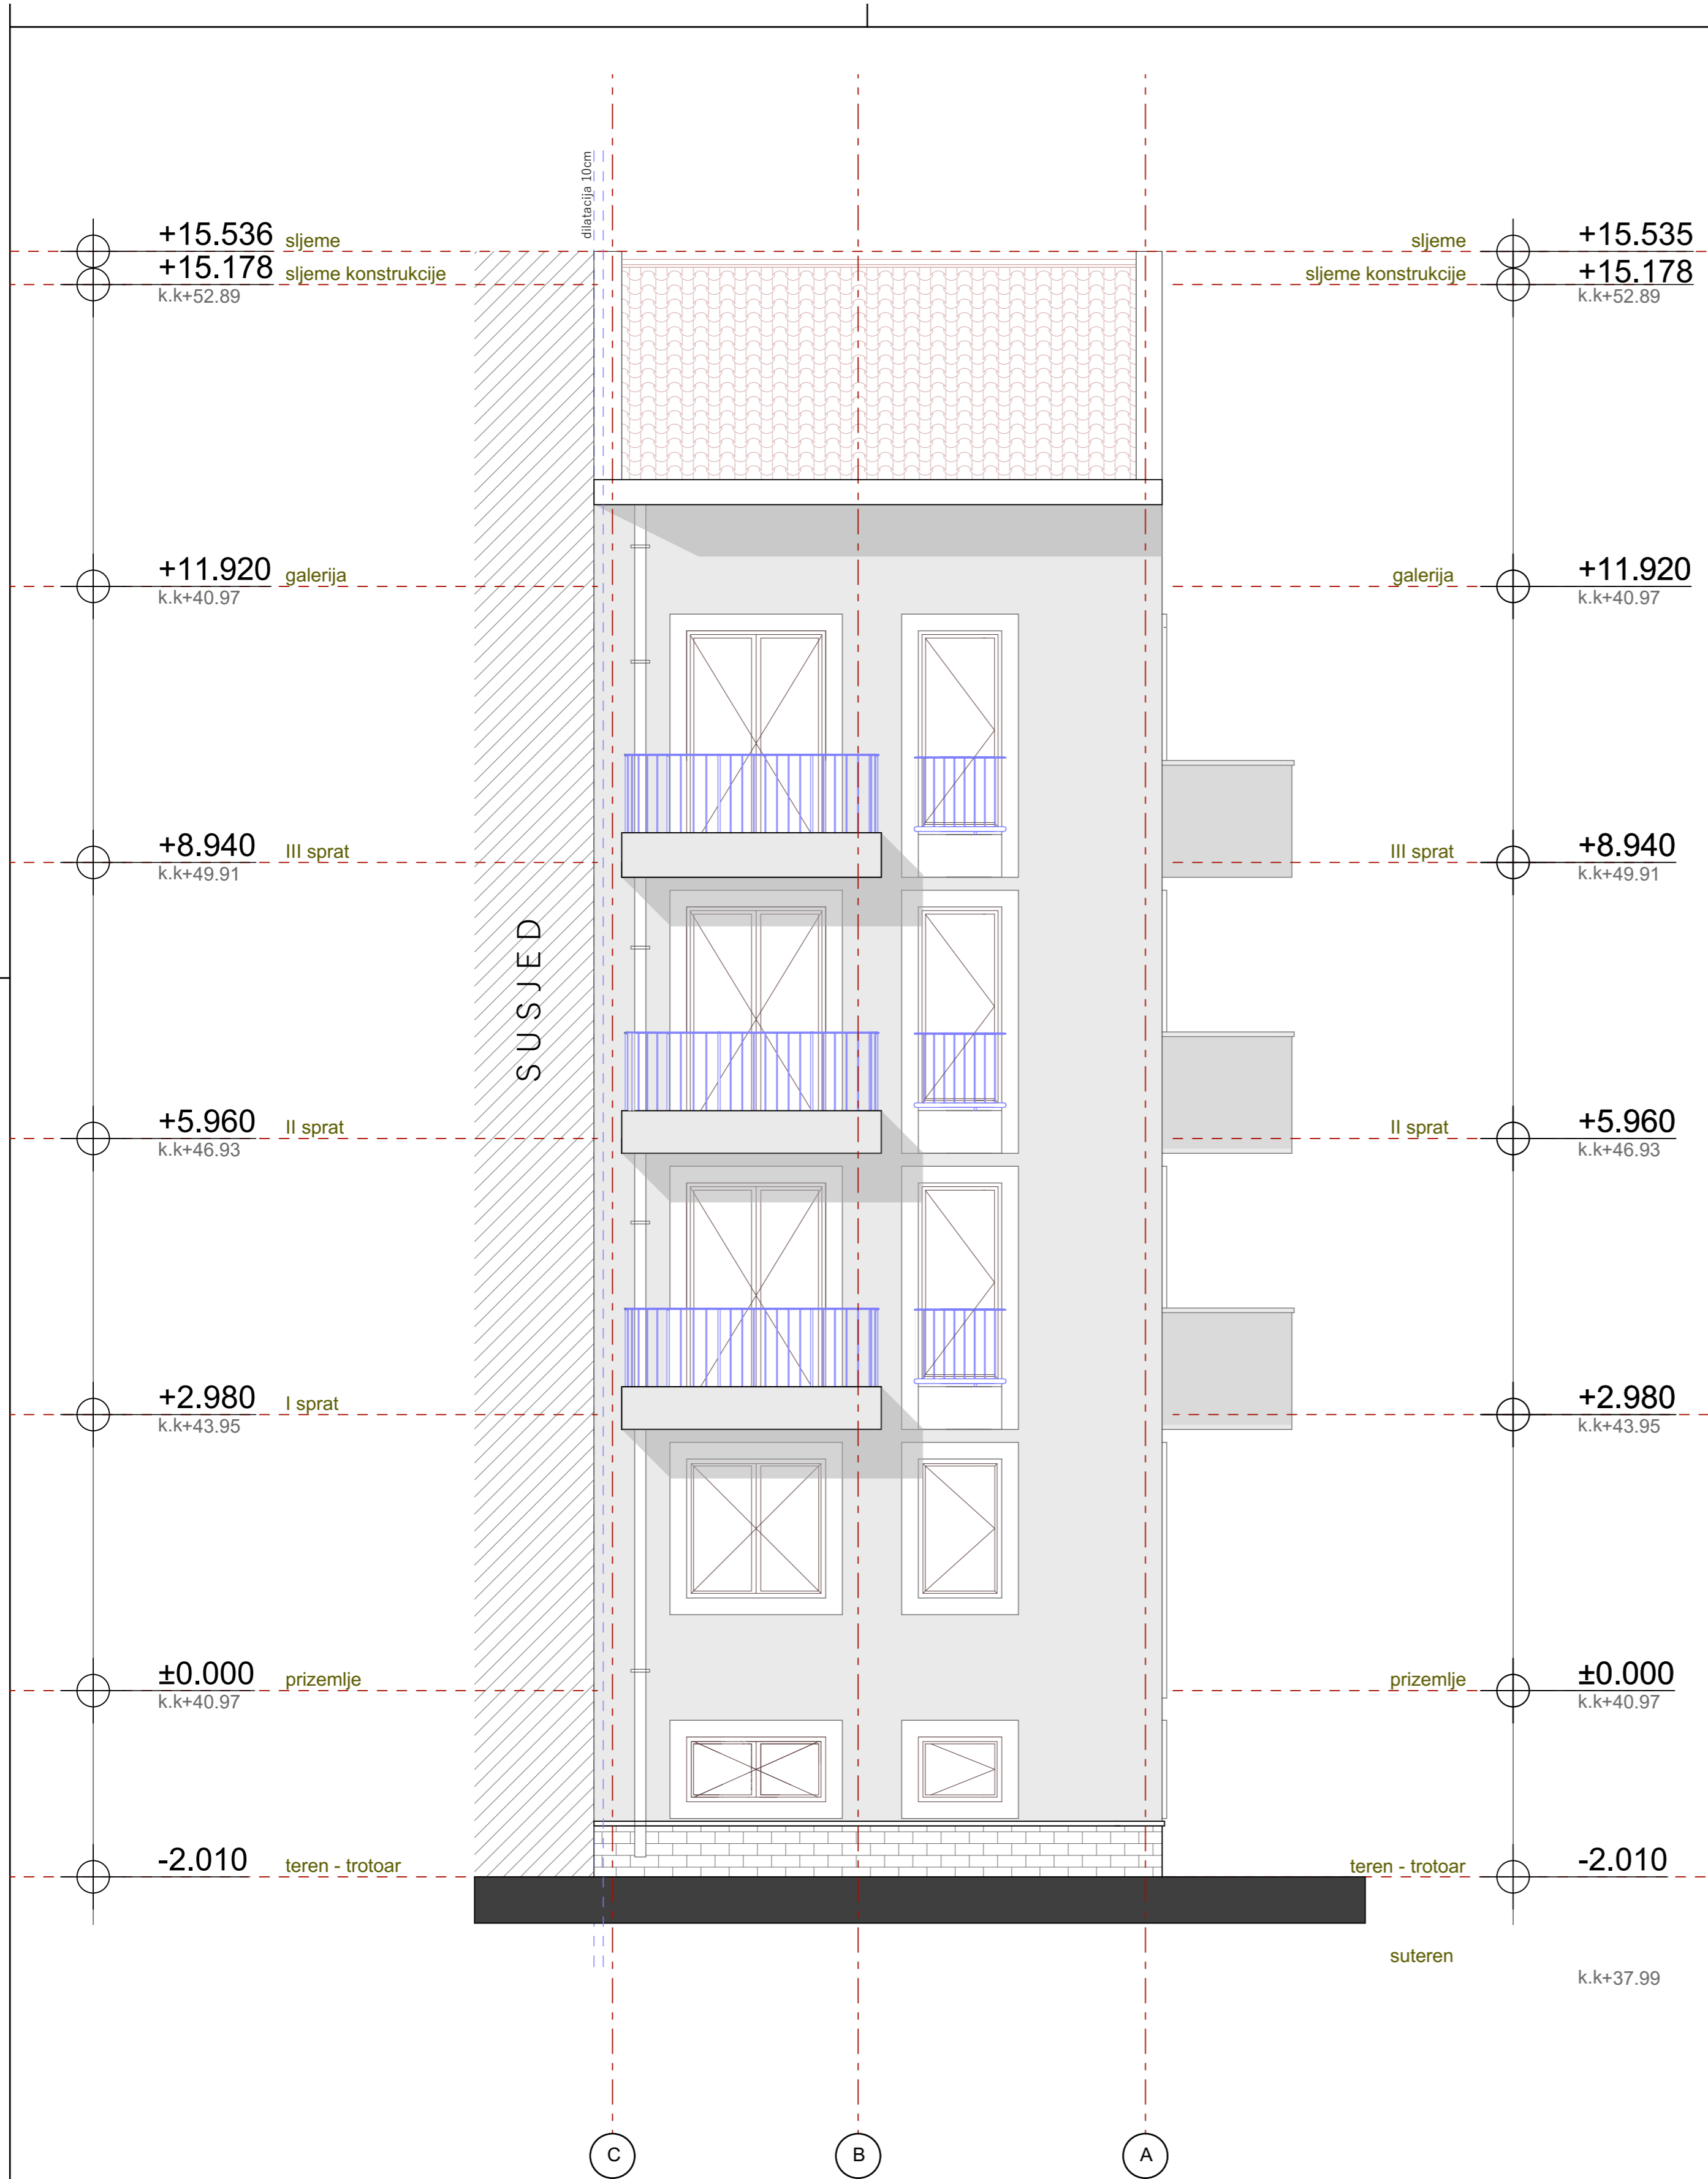 dilatacija 10cm
+15.536 sljeme
+15.178 sljeme konstrukcije
k.k+52.89
+11.920 galerija
k.k+40.97
+8.940 III sprat
k.k+49.91
SUSJED
+5.960 II sprat
k.k+46.93
+2.980 I sprat
k.k+43.95
±0.000 prizemlje
k.k+40.97
-2.010 teren - trotoar
sljeme +15.535
sljeme konstrukcije +15.178
k.k+52.89
galerija +11.920
k.k+40.97
III sprat +8.940
k.k+49.91
II sprat +5.960
k.k+46.93
I sprat +2.980
k.k+43.95
prizemlje ±0.000
k.k+40.97
teren - trotoar -2.010
suteren
k.k+37.99
C B A